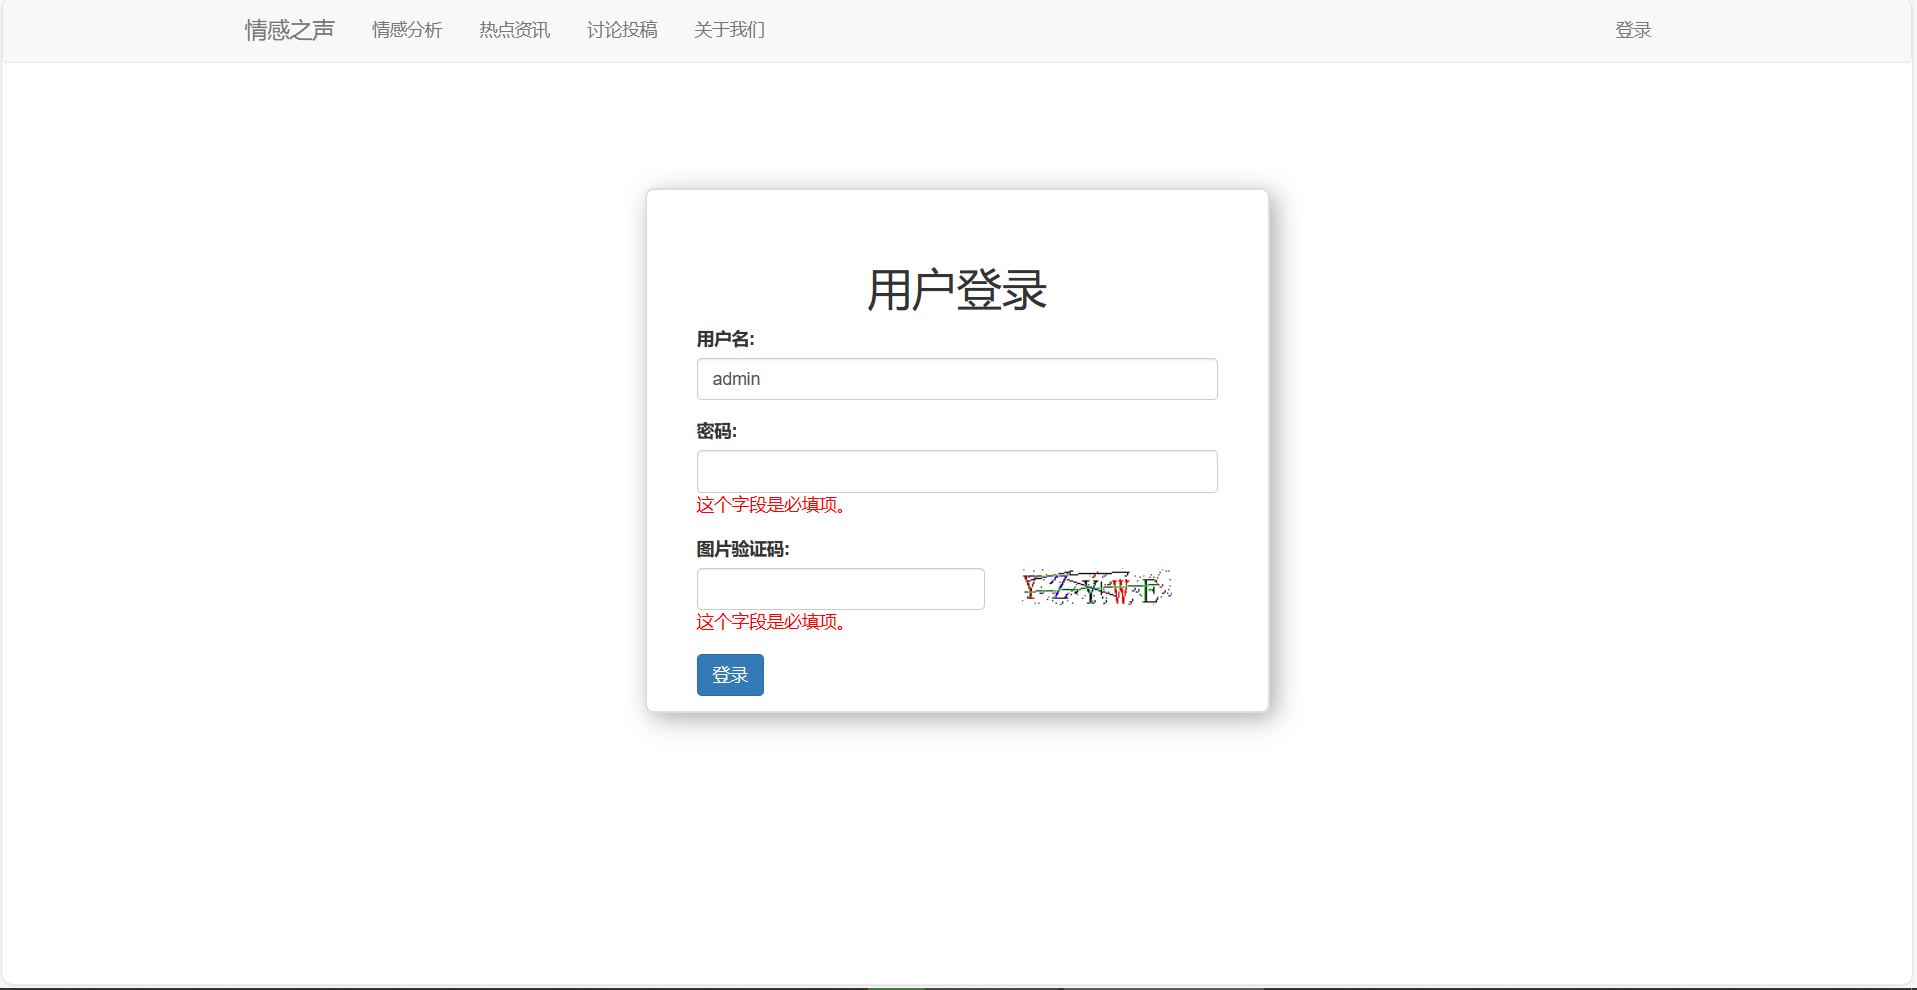 情感之声 情感分析 热点资讯 讨论投稿 关于我们 登录
用户登录
用户名:
admin
密码:
这个字段是必填项。
图片验证码:
YZYWE
这个字段是必填项。
登录